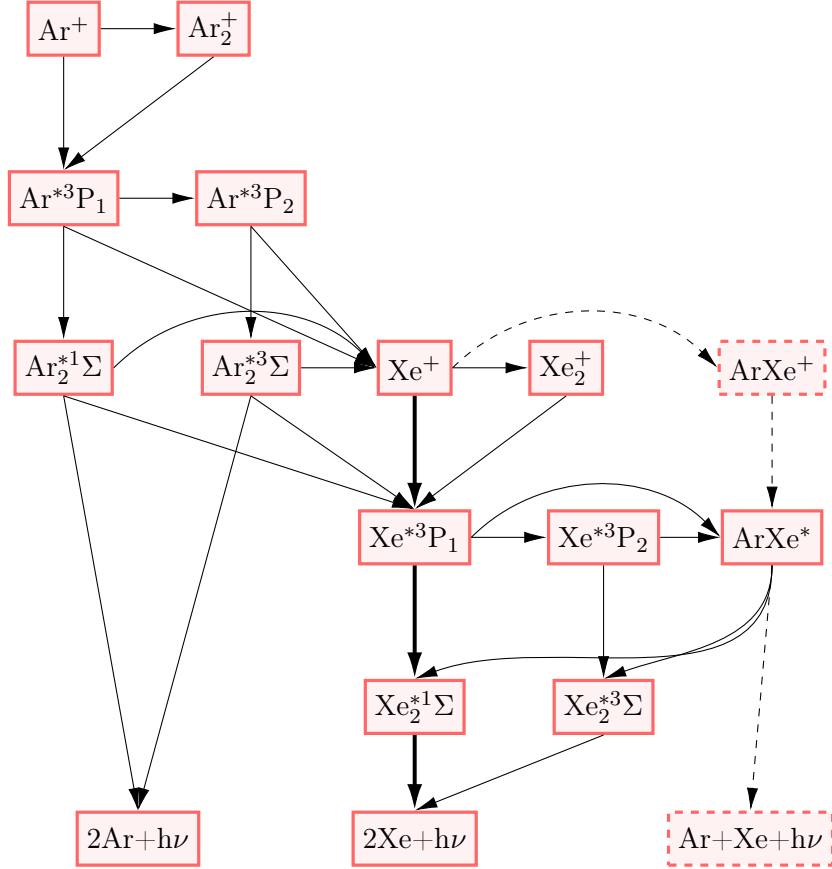 Ar⁺ Ar₂⁺
Ar*³P₁ Ar*³P₂
Ar₂*¹Σ Ar₂*³Σ Xe⁺ Xe₂⁺ ArXe⁺
Xe*³P₁ Xe*³P₂ ArXe*
Xe₂*¹Σ Xe₂*³Σ
2Ar+hν 2Xe+hν Ar+Xe+hν